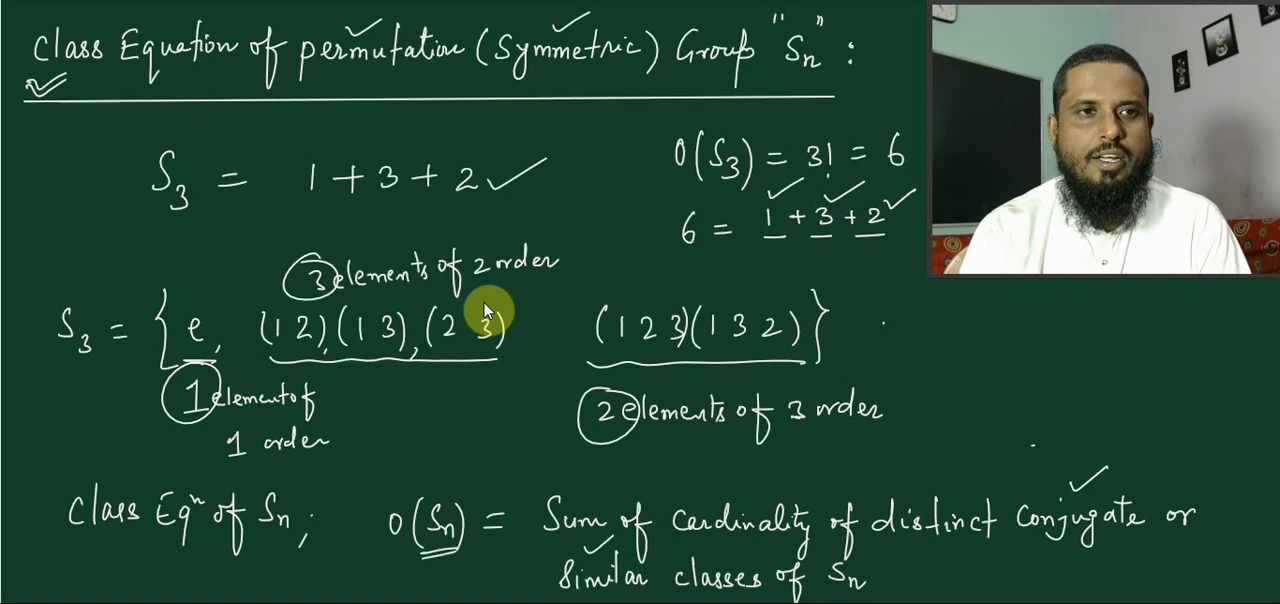 Class Equation of permutation (Symmetric) Group "Sn" :
S3 = 1 + 3 + 2
O(S3) = 3! = 6
6 = 1 + 3 + 2
3 elements of 2 order
S3 = { e, (1 2), (1 3), (2 3) (1 2 3)(1 3 2) }
1 element of
1 order
2 elements of 3 order
Class Eqn of Sn ; O(Sn) = Sum of cardinality of distinct Conjugate or
Similar classes of Sn